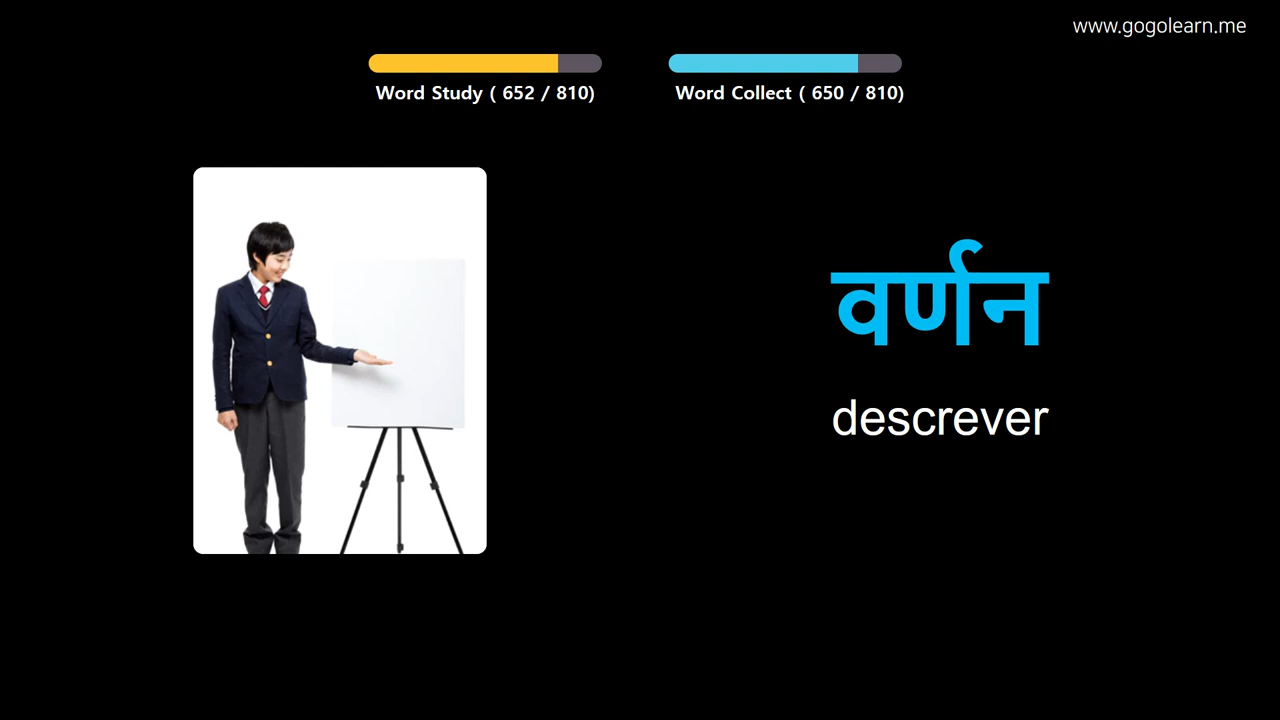 www.gogolearn.me
Word Study ( 652 / 810)
Word Collect ( 650 / 810)
वर्णन
descrever